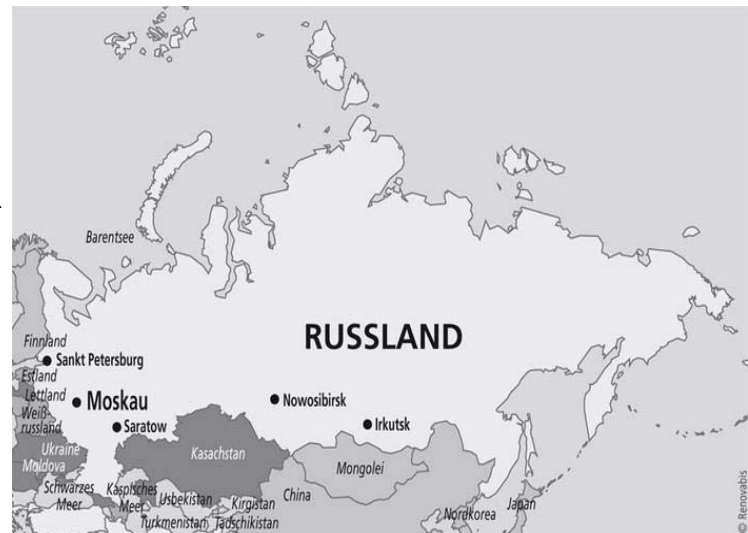 Barentsee
Finnland
RUSSLAND
Sankt Petersburg
Estland
Lettland
Moskau
Nowosibirsk
Weiß-
russland
Saratow
Irkutsk
Ukraine
Moldova
Kasachstan
Mongolei
Schwarzes
Meer
Kaspisches
Meer
Usbekistan
China
Kirgistan
Japan
Nordkorea
Turkmenistan
Tadschikistan
© Renovabis